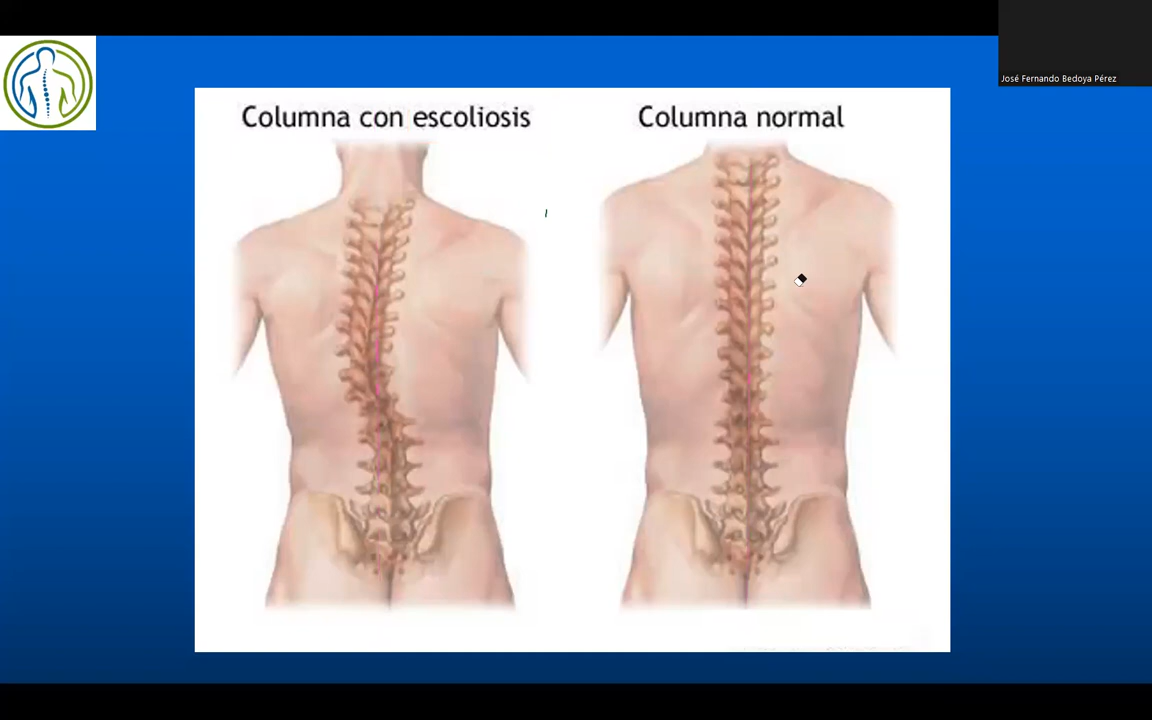 José Fernando Bedoya Pérez
Columna con escoliosis
Columna normal